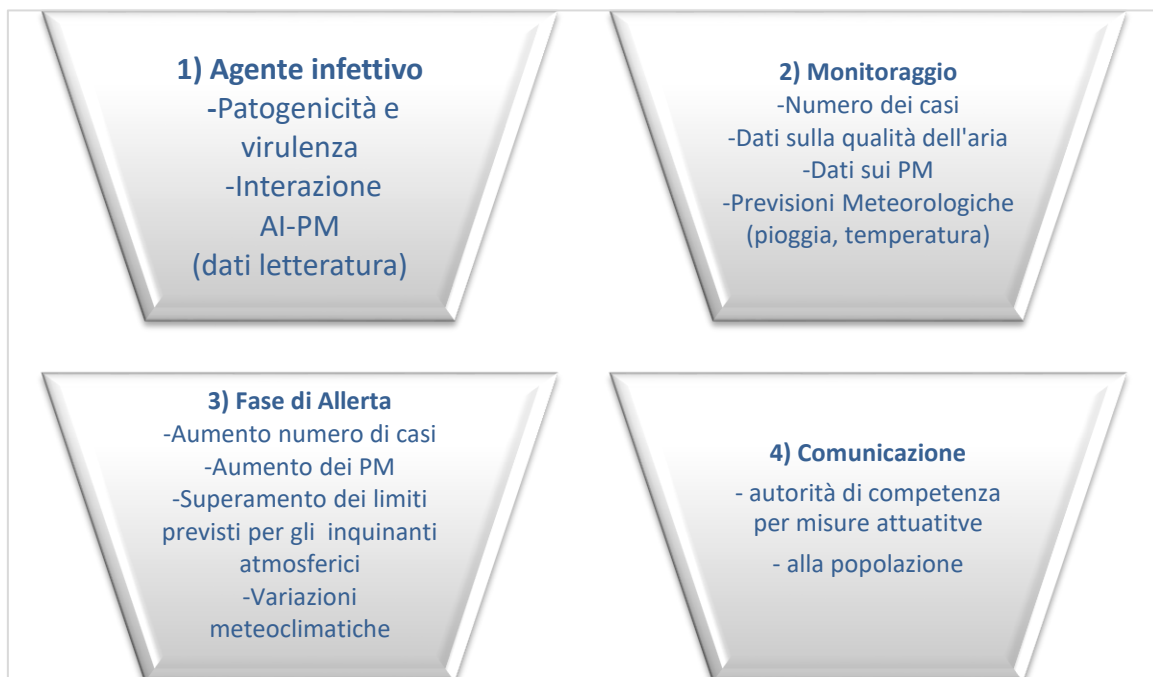 1) Agente infettivo
-Patogenicità e
virulenza
-Interazione
AI-PM
(dati letteratura)
2) Monitoraggio
-Numero dei casi
-Dati sulla qualità dell'aria
-Dati sui PM
-Previsioni Meteorologiche
(pioggia, temperatura)
3) Fase di Allerta
-Aumento numero di casi
-Aumento dei PM
-Superamento dei limiti
previsti per gli inquinanti
atmosferici
-Variazioni
meteoclimatiche
4) Comunicazione
- autorità di competenza
per misure attuatitve
- alla popolazione